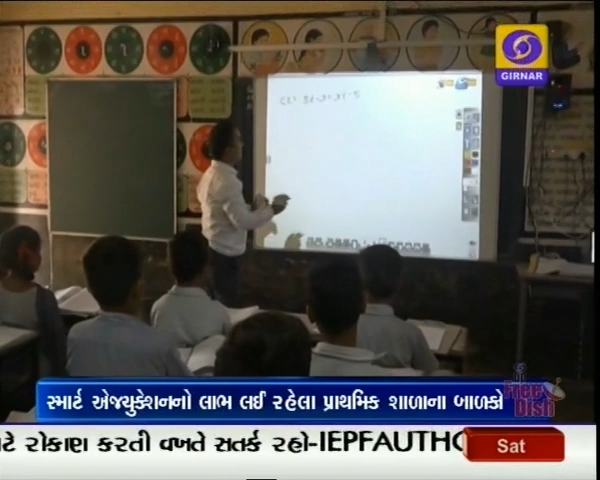 GIRNAR
સ્માર્ટ એજ્યુકેશનનો લાભ લઈ રહેલા પ્રાથમિક શાળાના બાળકો
Free Dish
ટે રોકાણ કરતી વખતે સતર્ક રહો-IEPFAUTHO
Sat